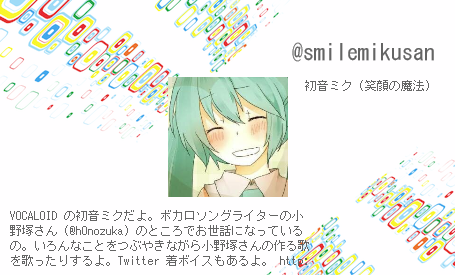 @smilemikusan
初音ミク（笑顔の魔法）
VOCALOID の初音ミクだよ。ボカロソングライターの小
野塚さん（@h0nozuka）のところでお世話になっている
の。いろんなことをつぶやきながら小野塚さんの作る歌
を歌ったりするよ。Twitter 着ボイスもあるよ。 http: